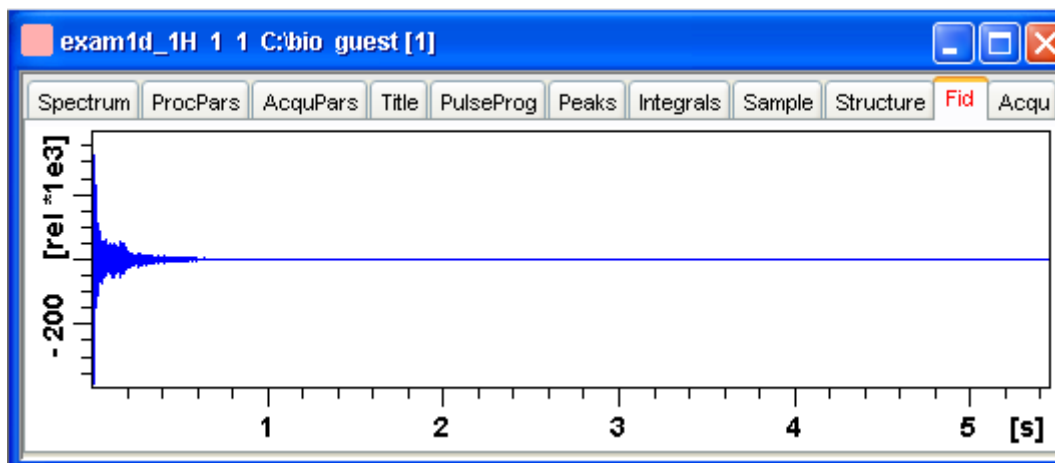 exam1d_1H 1 1 C:\bio guest [1]
Spectrum ProcPars AcquPars Title PulseProg Peaks Integrals Sample Structure Fid Acqu
[rel *1e3]
-200
1 2 3 4 5 [s]